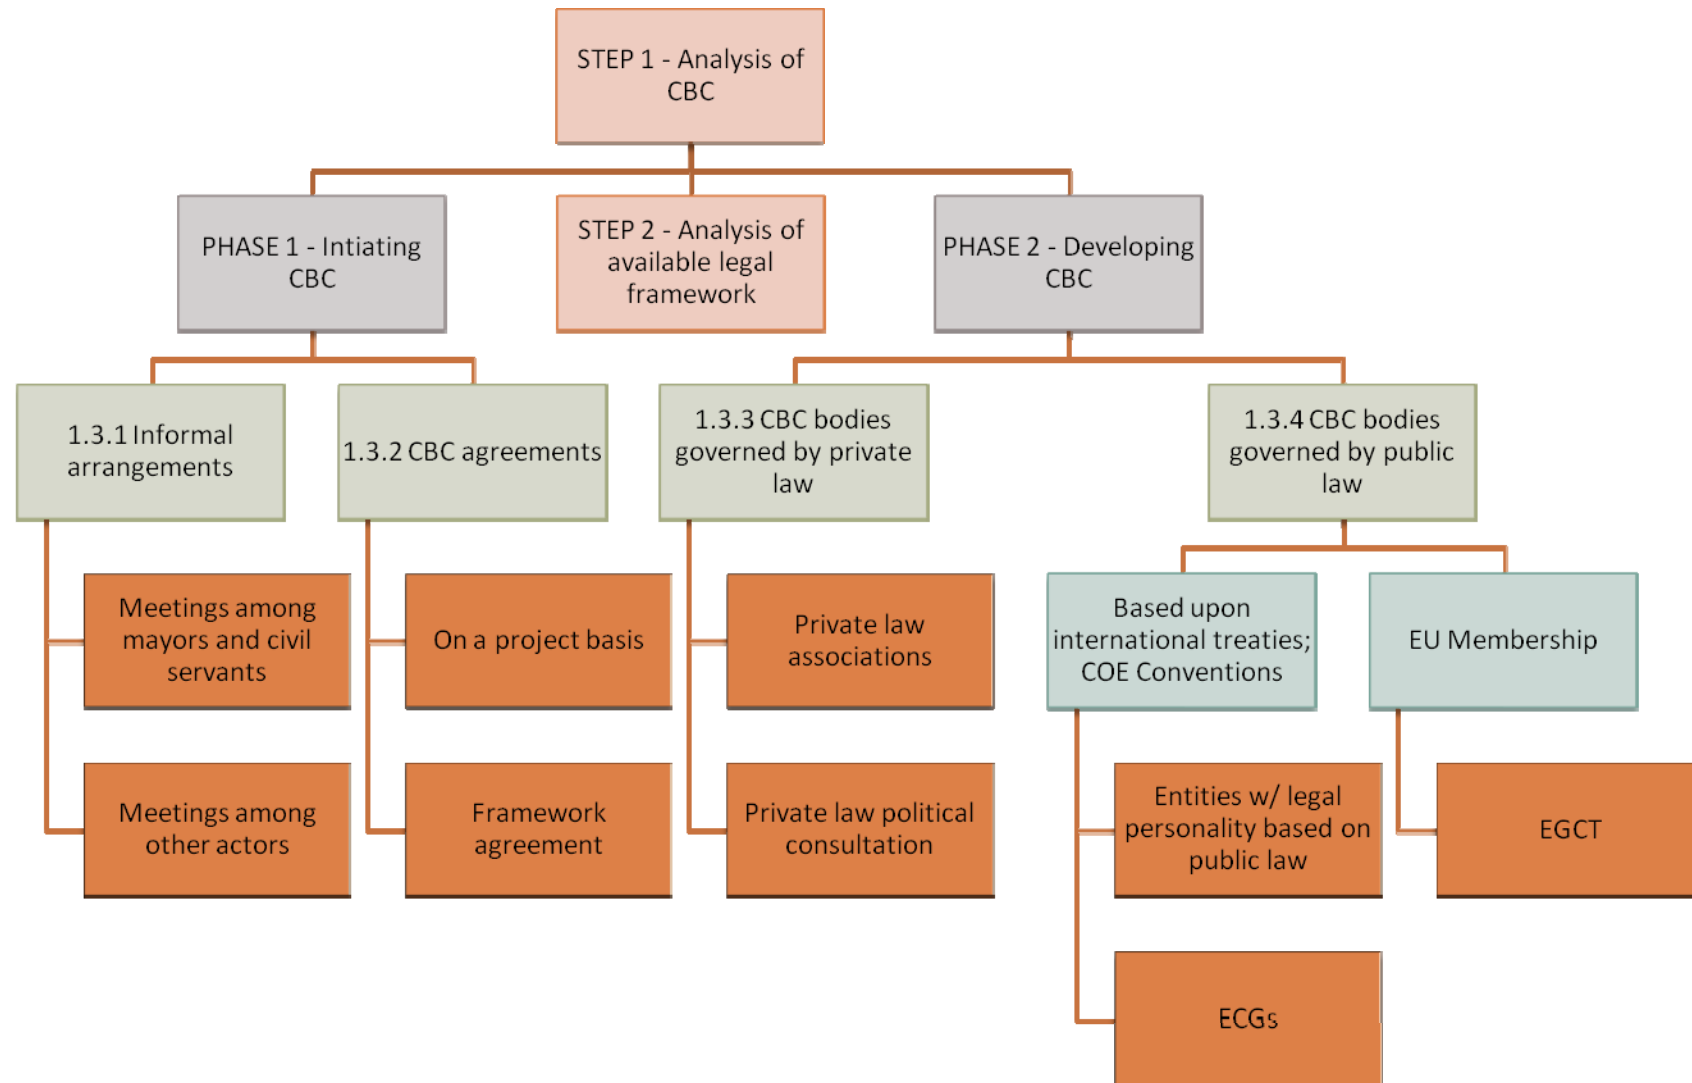 STEP 1 - Analysis of
CBC
PHASE 1 - Intiating
CBC
STEP 2 - Analysis of
available legal
framework
PHASE 2 - Developing
CBC
1.3.1 Informal
arrangements
1.3.2 CBC agreements
1.3.3 CBC bodies
governed by private
law
1.3.4 CBC bodies
governed by public
law
Meetings among
mayors and civil
servants
On a project basis
Private law
associations
Based upon
international treaties;
COE Conventions
EU Membership
Meetings among
other actors
Framework
agreement
Private law political
consultation
Entities w/ legal
personality based on
public law
EGCT
ECGs